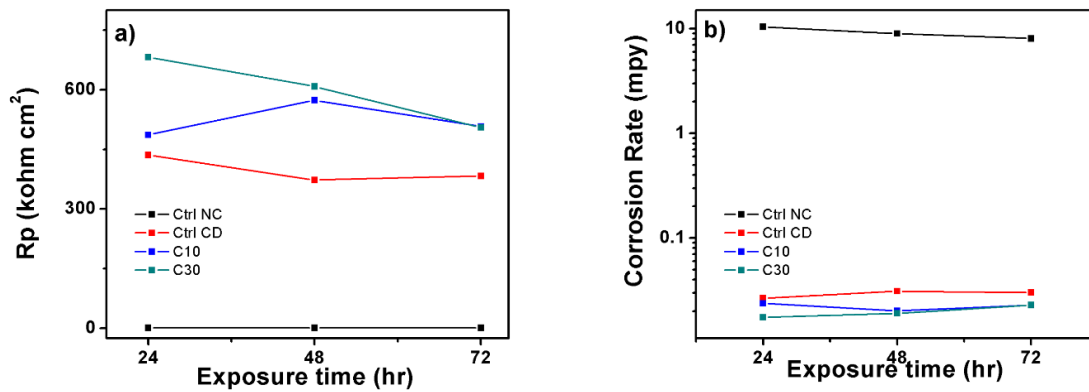 a)
Rp (kohm cm²)
600
300
0
Ctrl NC
Ctrl CD
C10
C30
24 48 72
Exposure time (hr)
b)
Corrosion Rate (mpy)
10
1
0.1
Ctrl NC
Ctrl CD
C10
C30
24 48 72
Exposure time (hr)